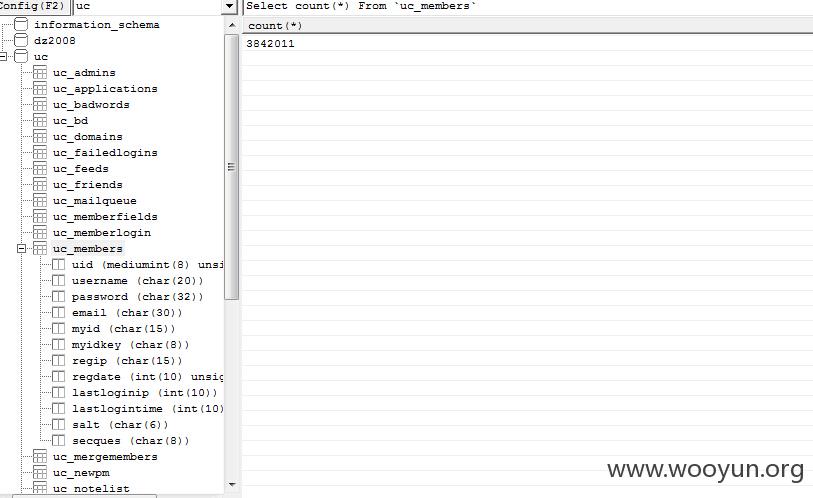 Config(F2) uc Select count(*) From `uc_members`
information_schema
dz2008
uc
uc_admins
uc_applications
uc_badwords
uc_bd
uc_domains
uc_failedlogins
uc_feeds
uc_friends
uc_mailqueue
uc_memberfields
uc_memberlogin
uc_members
uid (mediumint(8) unsi
username (char(20))
password (char(32))
email (char(30))
myid (char(15))
myidkey (char(8))
regip (char(15))
regdate (int(10) unsig
lastloginip (int(10))
lastlogintime (int(10)
salt (char(6))
secques (char(8))
uc_mergemembers
uc_newpm
uc_notelist
count(*)
3842011
www.wooyun.org